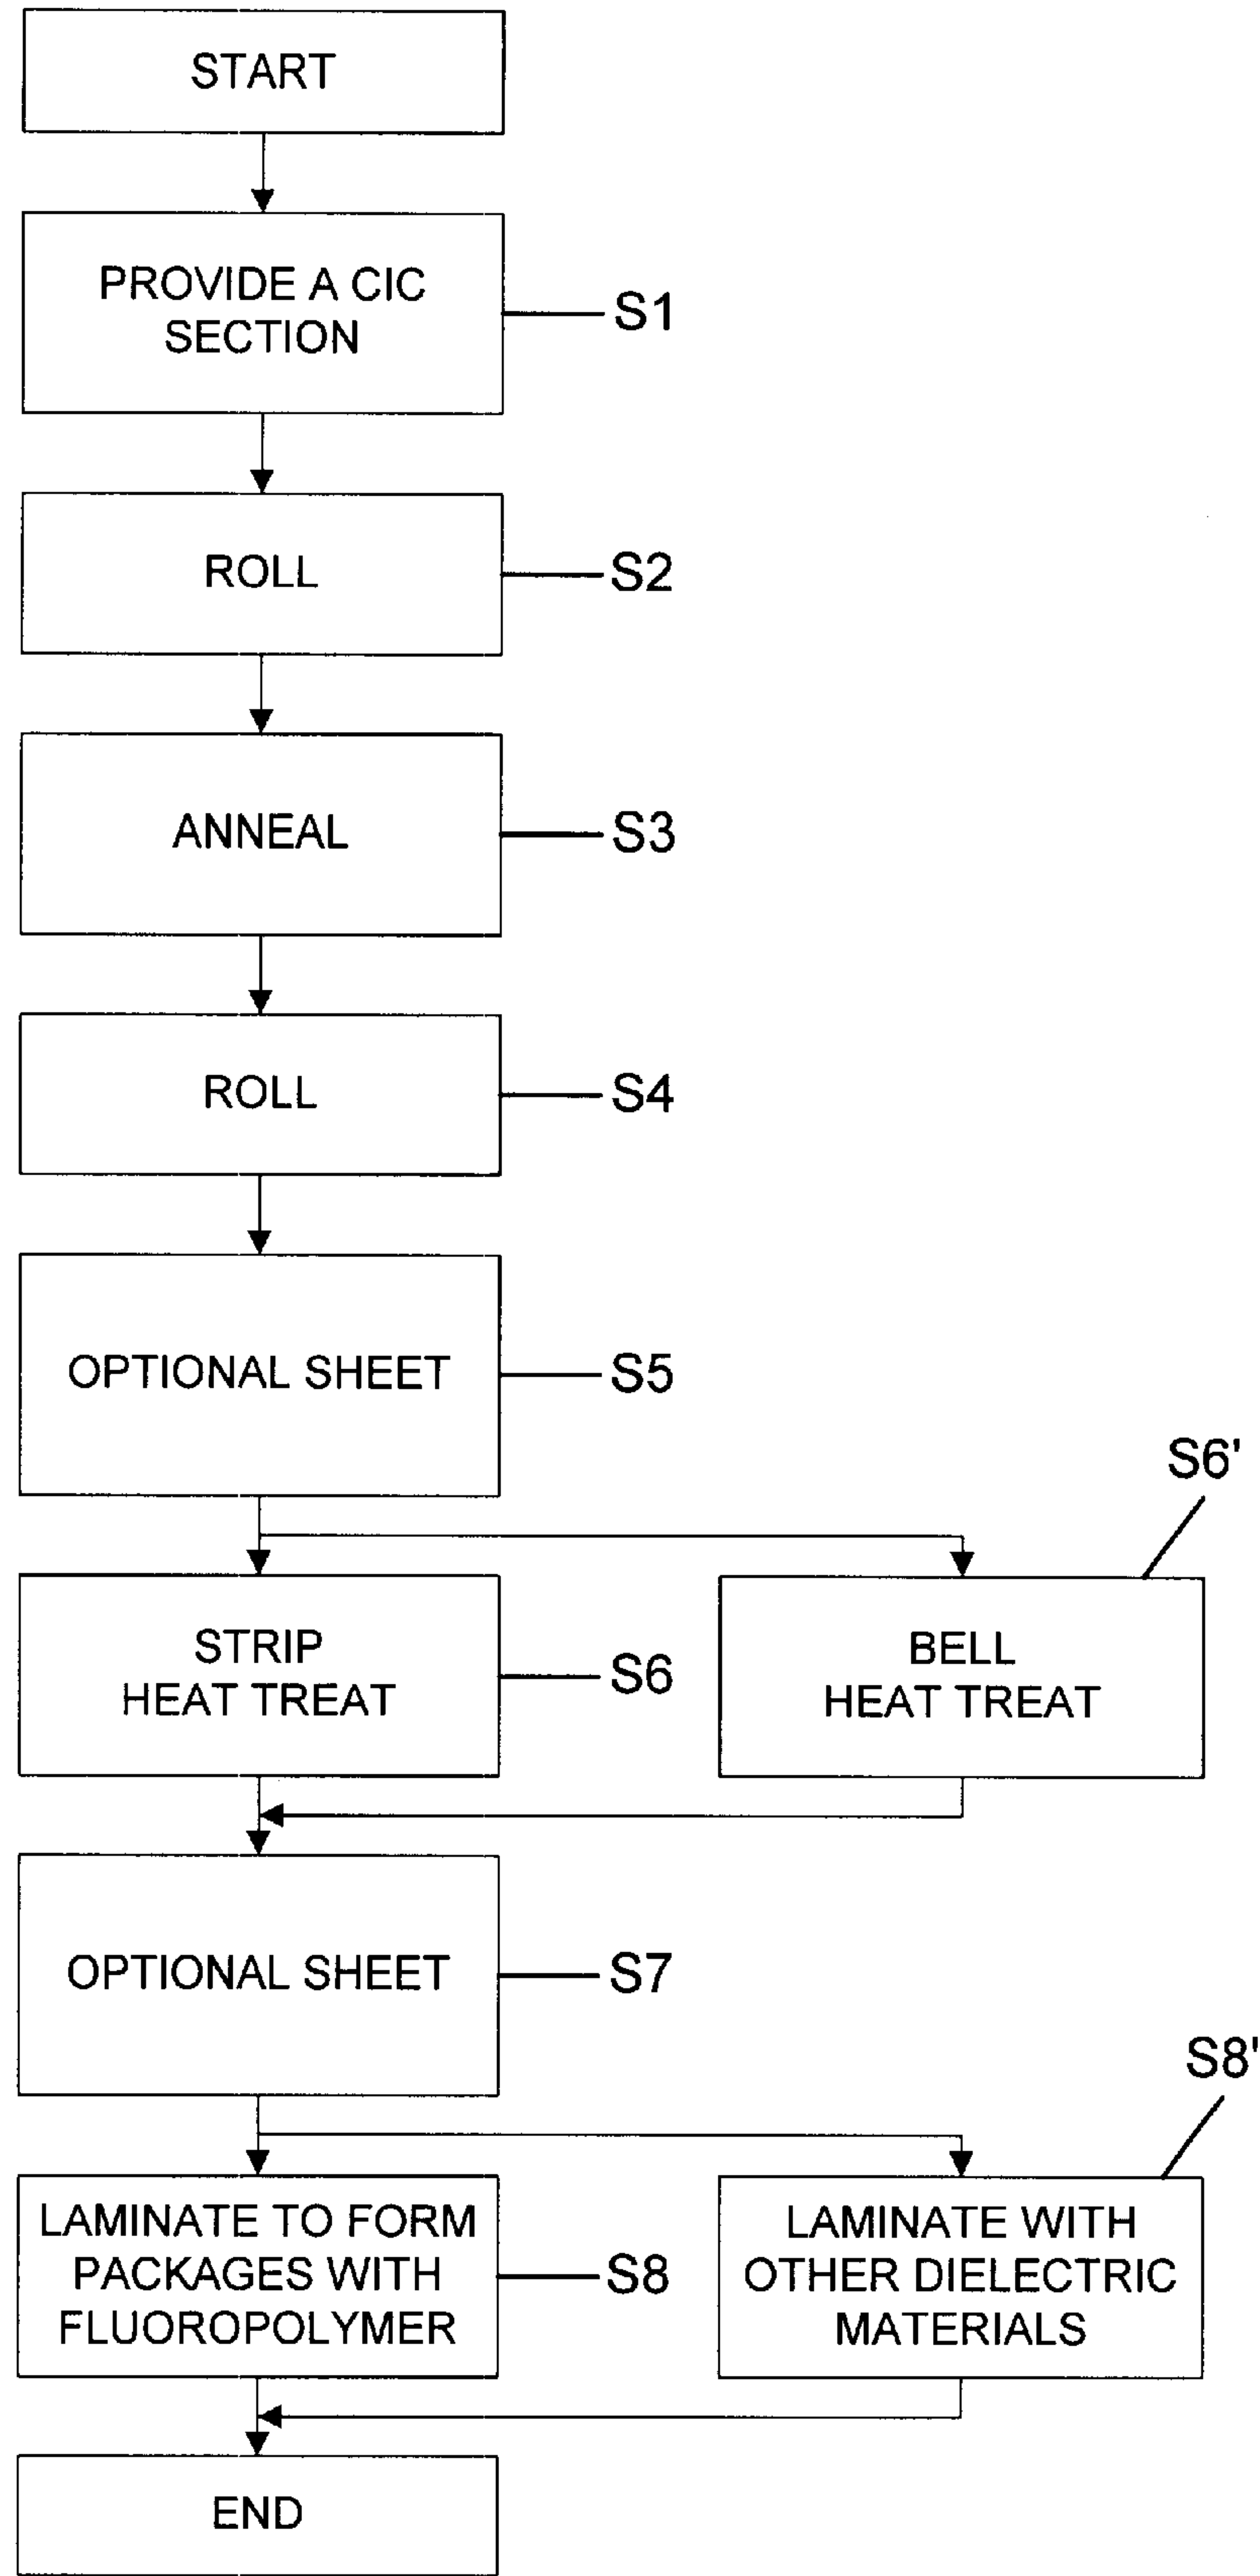 START
PROVIDE A CIC
SECTION
S1
ROLL
S2
ANNEAL
S3
ROLL
S4
OPTIONAL SHEET
S5
S6'
STRIP
HEAT TREAT
S6
BELL
HEAT TREAT
OPTIONAL SHEET
S7
S8'
LAMINATE TO FORM
PACKAGES WITH
FLUOROPOLYMER
S8
LAMINATE WITH
OTHER DIELECTRIC
MATERIALS
END